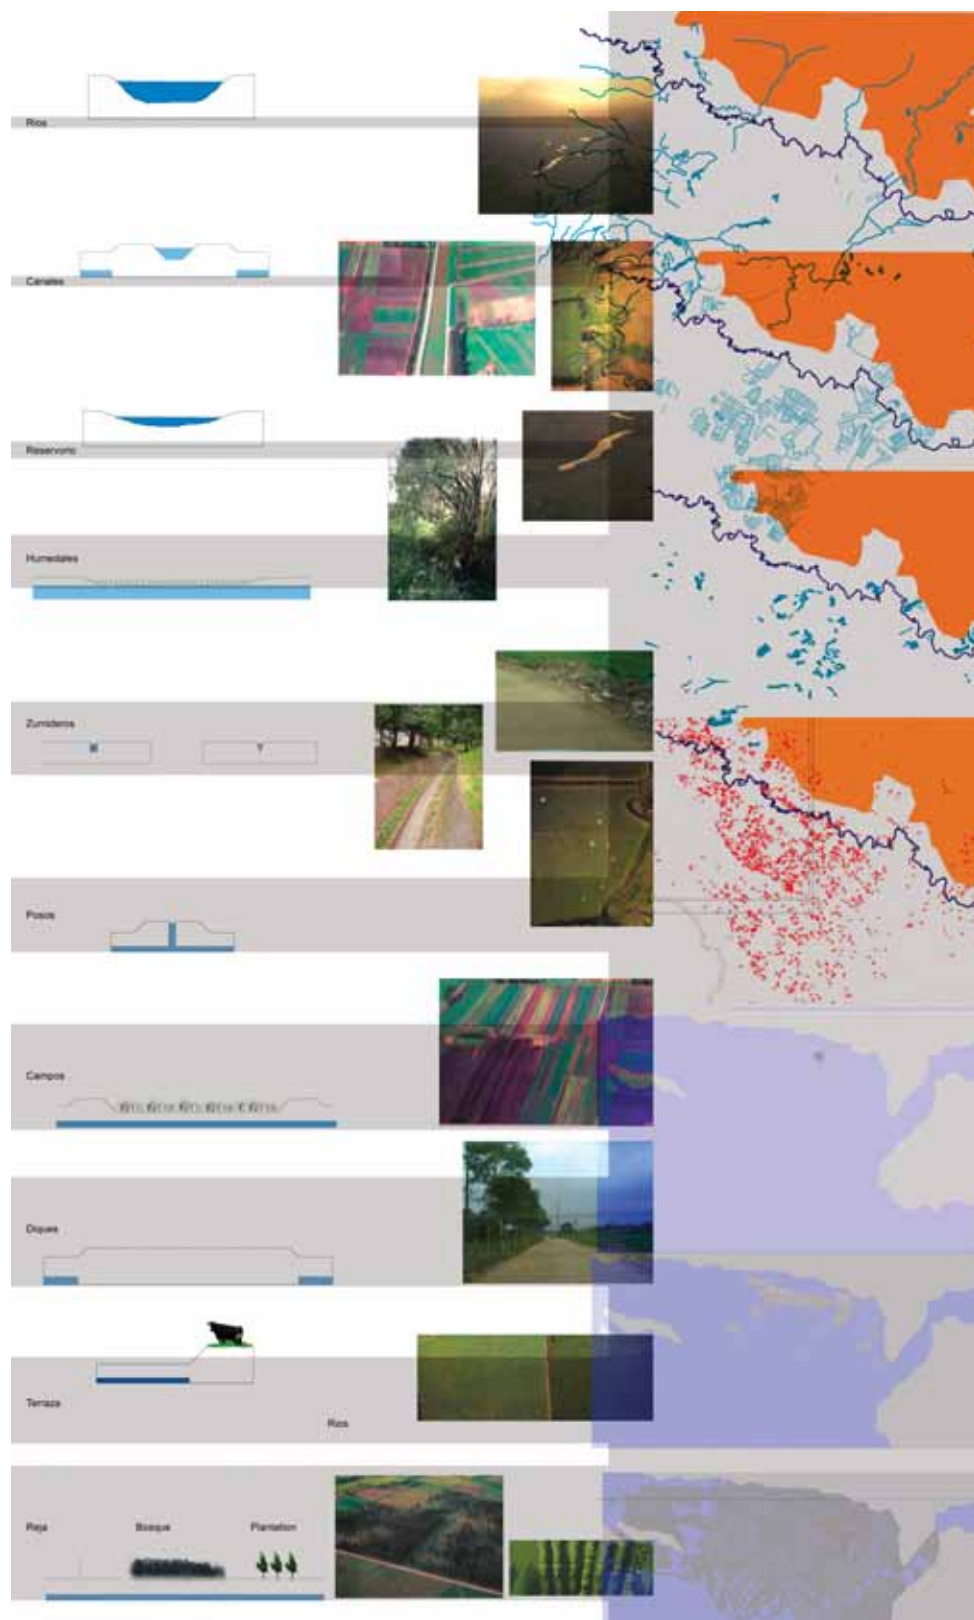 Rios
Canales
Reservorio
Humedales
Zumideros
Posos
Campos
Diques
Terraza
Rios
Reja Bosque Plantation